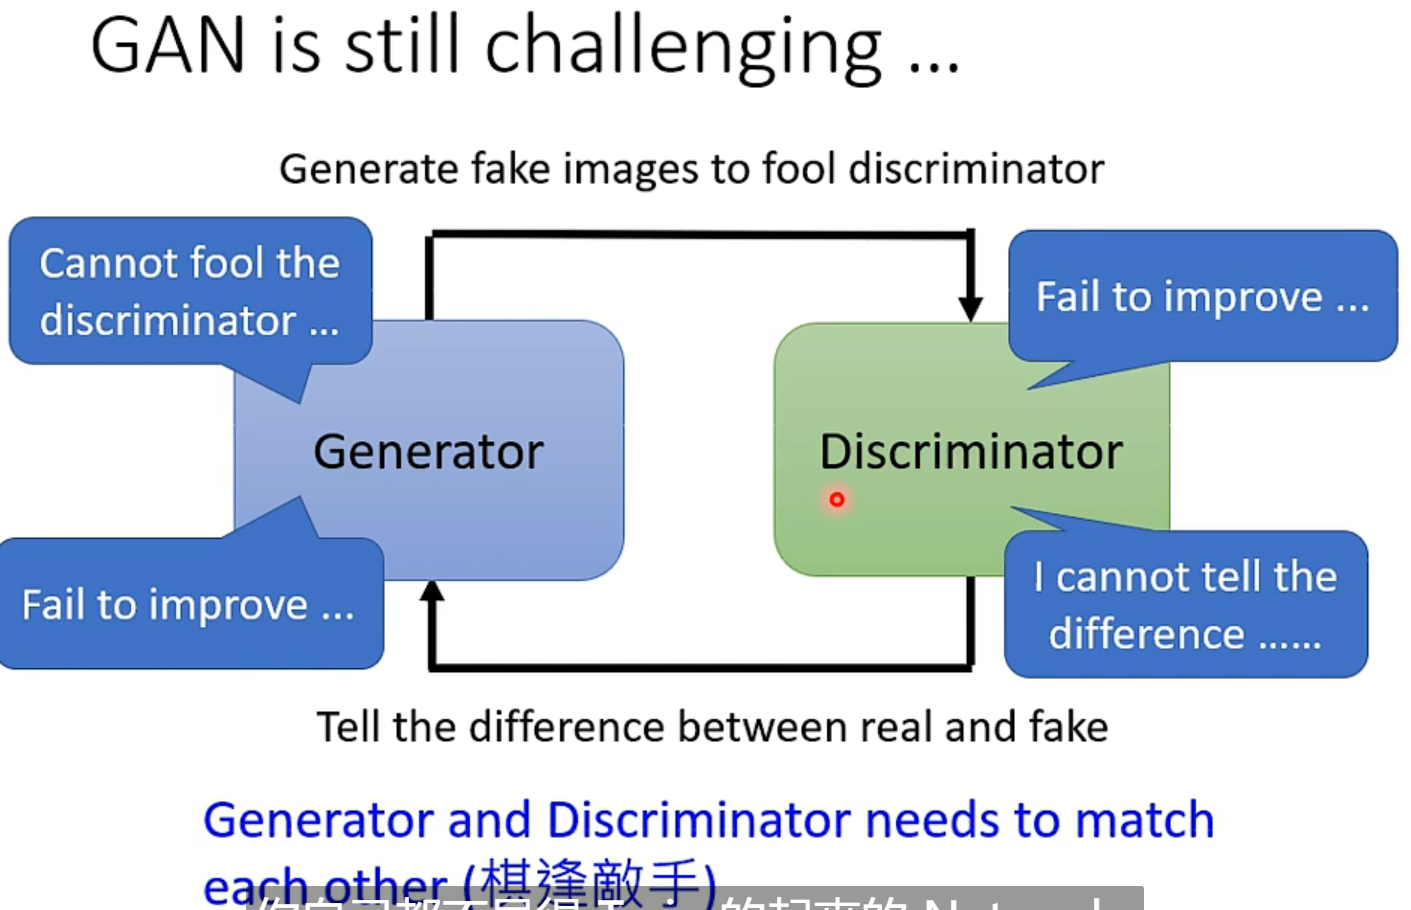 GAN is still challenging ...
Generate fake images to fool discriminator
Cannot fool the
discriminator ...
Fail to improve ...
Generator
Discriminator
Fail to improve ...
I cannot tell the
difference ......
Tell the difference between real and fake
Generator and Discriminator needs to match
each other (棋逢敵手)